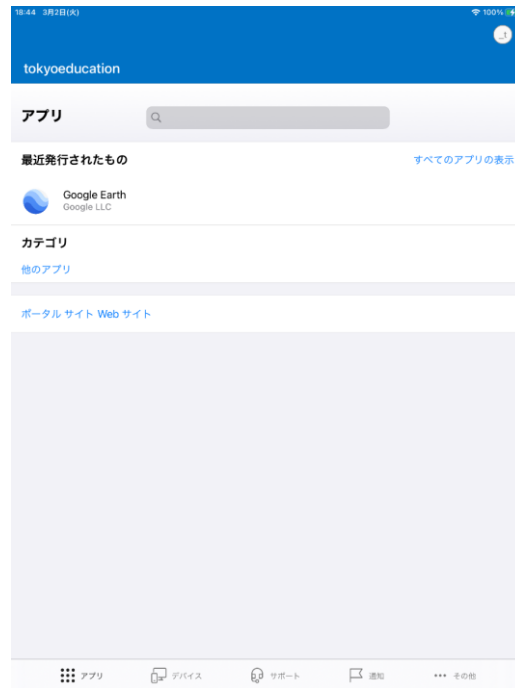 18:44 3月2日(火) 100%
_t
tokyoeducation
アプリ
最近発行されたもの すべてのアプリの表示
Google Earth
Google LLC
カテゴリ
他のアプリ
ポータル サイト Web サイト
アプリ デバイス サポート 通知 その他